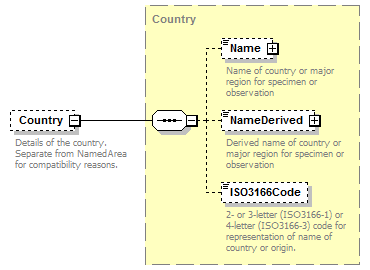 Country
Name
Name of country or major
region for specimen or
observation
Country
Details of the country.
Separate from NamedArea
for compatibility reasons.
NameDerived
Derived name of country or
major region for specimen or
observation
ISO3166Code
2- or 3-letter (ISO3166-1) or
4-letter (ISO3166-3) code for
representation of name of
country or origin.